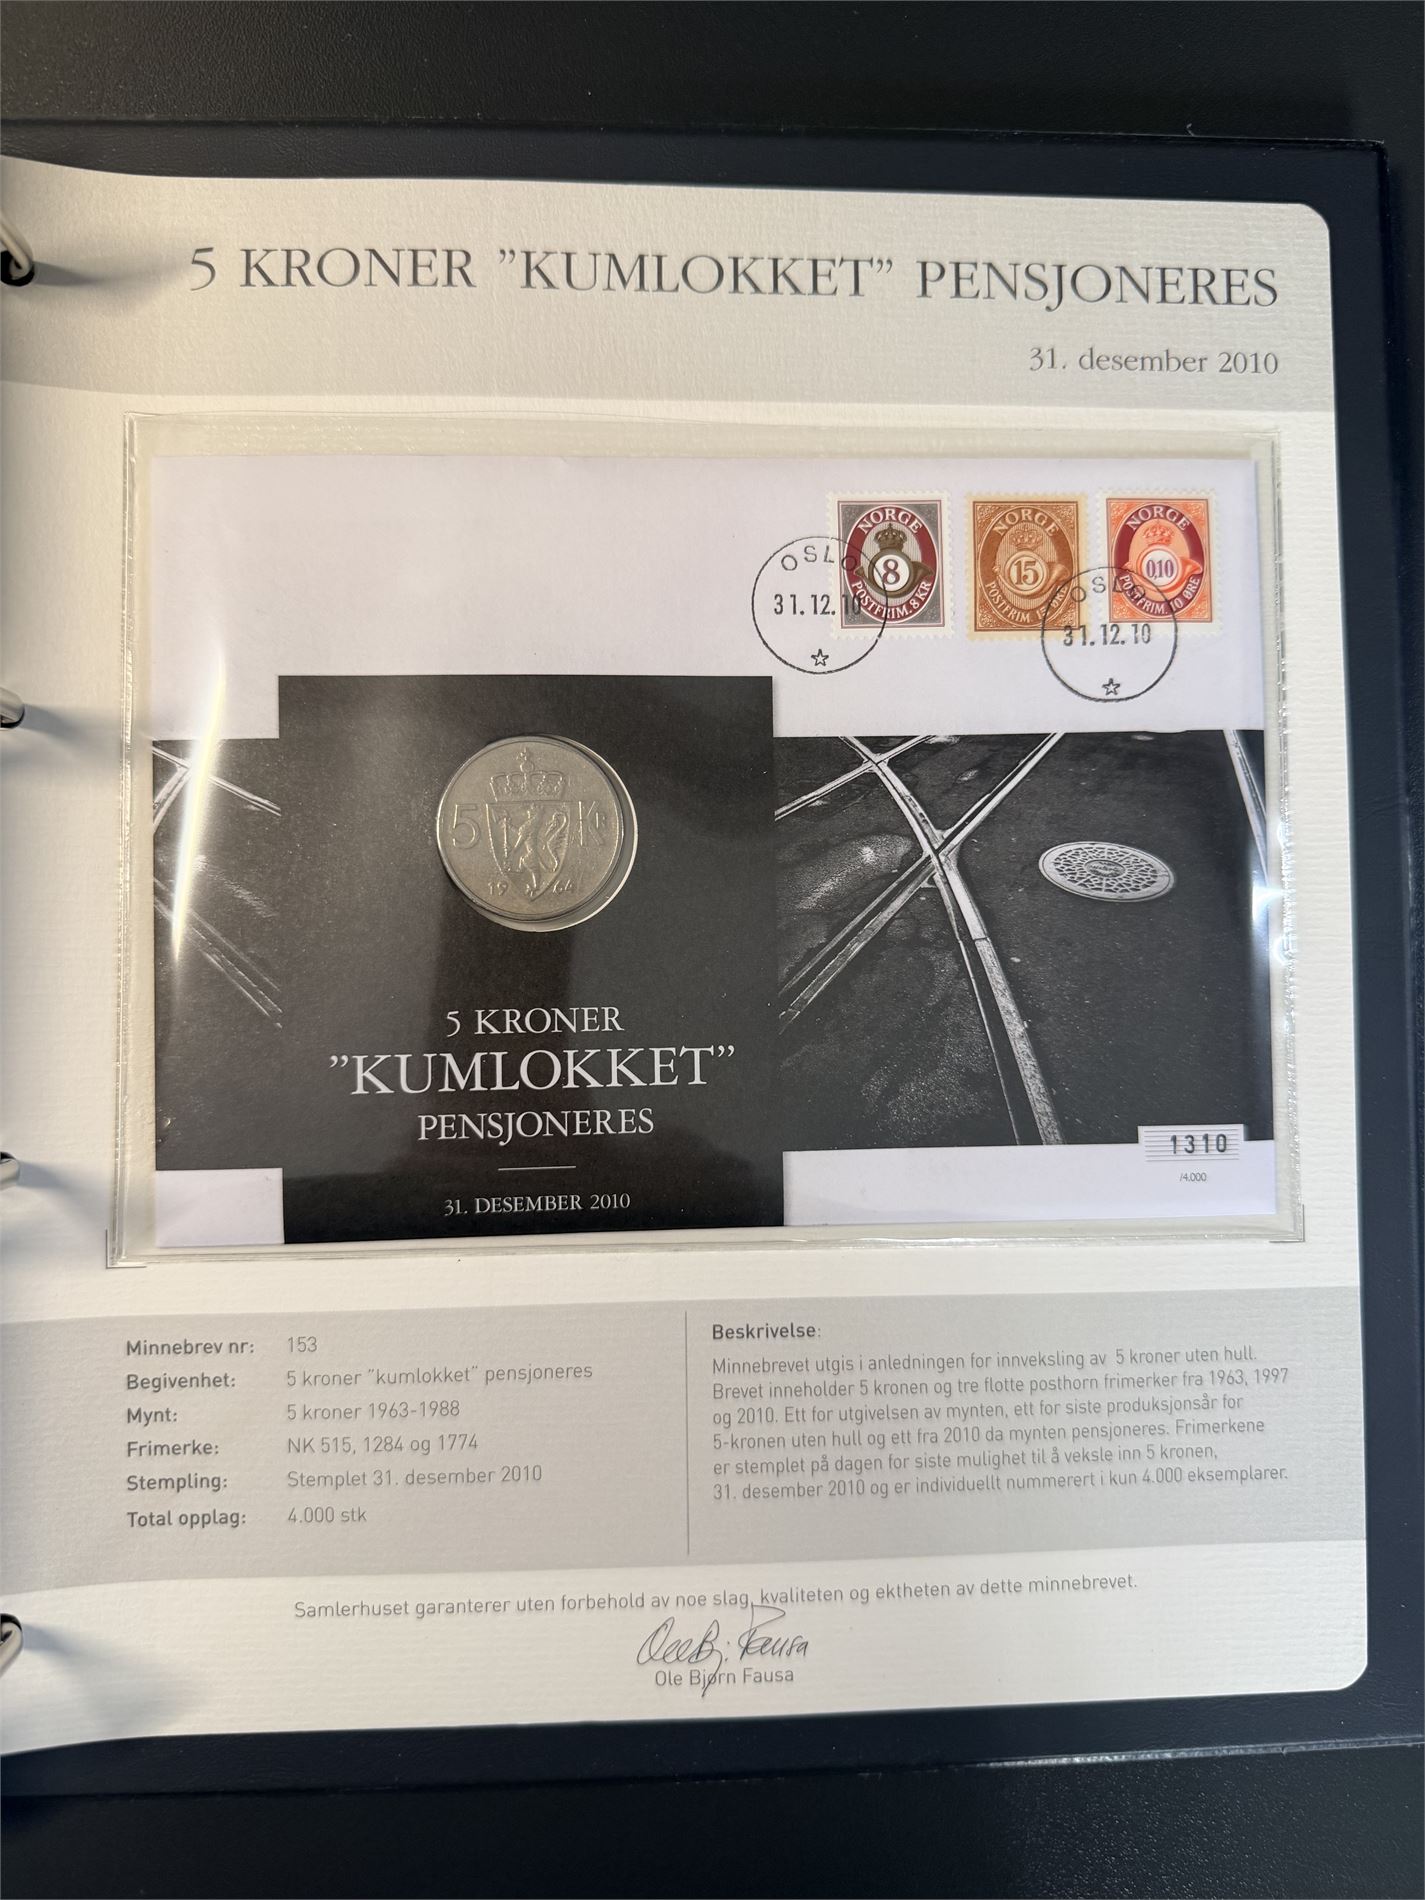 5 KRONER ”KUMLOKKET” PENSJONERES
31. desember 2010
NORGE
8
POSTFRIM. 8 KR
NORGE
15
POSTFRIM. 15 ØRE
NORGE
0,10
POSTFRIM. 10 ØRE
OSLO
31.12.10
OSLO
31.12.10
5 KR
19 64
5 KRONER
”KUMLOKKET”
PENSJONERES
31. DESEMBER 2010
1310
/4.000
Minnebrev nr: 153
Begivenhet: 5 kroner ”kumlokket” pensjoneres
Mynt: 5 kroner 1963-1988
Frimerke: NK 515, 1284 og 1774
Stempling: Stemplet 31. desember 2010
Total opplag: 4.000 stk
Beskrivelse:
Minnebrevet utgis i anledningen for innveksling av 5 kroner uten hull.
Brevet inneholder 5 kronen og tre flotte posthorn frimerker fra 1963, 1997
og 2010. Ett for utgivelsen av mynten, ett for siste produksjonsår for
5-kronen uten hull og ett fra 2010 da mynten pensjoneres. Frimerkene
er stemplet på dagen for siste mulighet til å veksle inn 5 kronen,
31. desember 2010 og er individuellt nummerert i kun 4.000 eksemplarer.
Samlerhuset garanterer uten forbehold av noe slag, kvaliteten og ektheten av dette minnebrevet.
Ole Bj. Fausa
Ole Bjørn Fausa